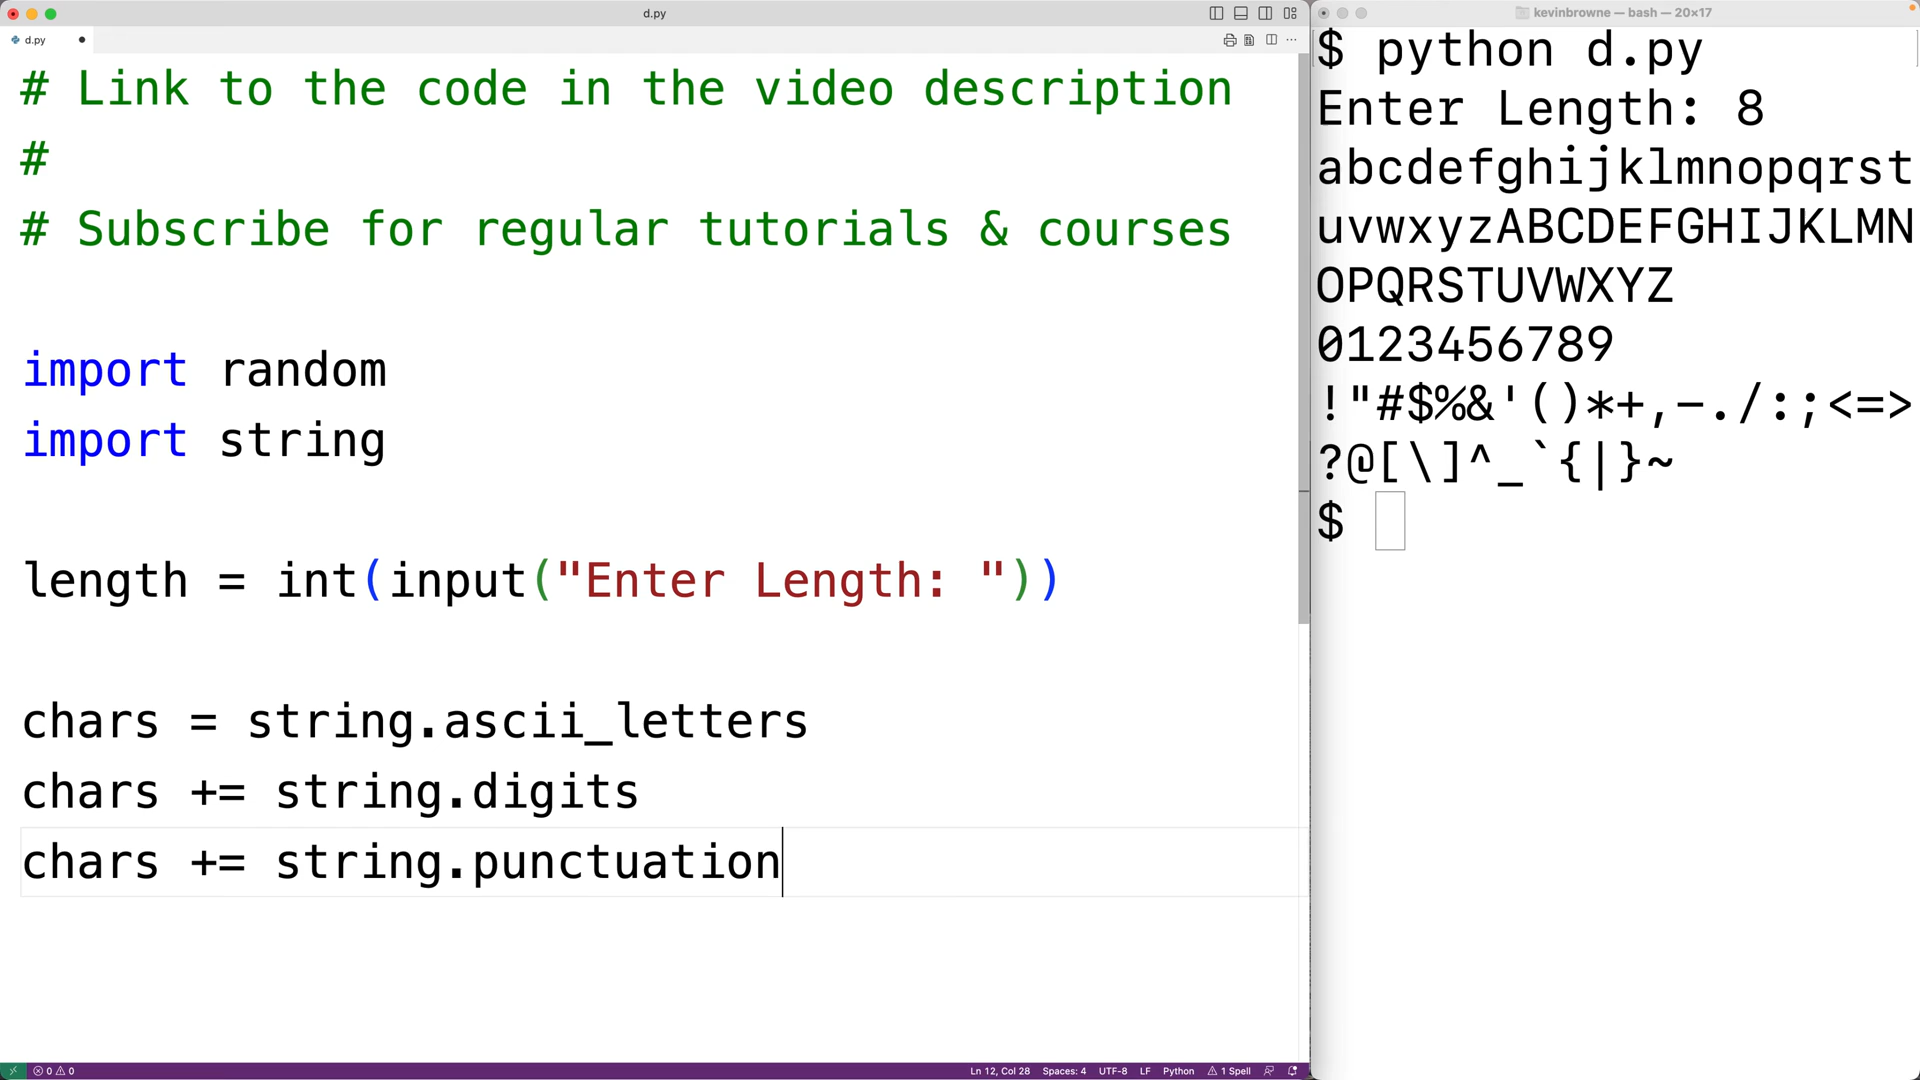 d.py
d.py
# Link to the code in the video description
#
# Subscribe for regular tutorials & courses
import random
import string
length = int(input("Enter Length: "))
chars = string.ascii_letters
chars += string.digits
chars += string.punctuation
0 0
Ln 12, Col 28 Spaces: 4 UTF-8 LF Python 1 Spell
kevinbrowne — bash — 20×17
$ python d.py
Enter Length: 8
abcdefghijklmnopqrst
uvwxyzABCDEFGHIJKLMN
OPQRSTUVWXYZ
0123456789
!"#$%&'()*+,-./:;<=>
?@[\]^_`{|}~
$